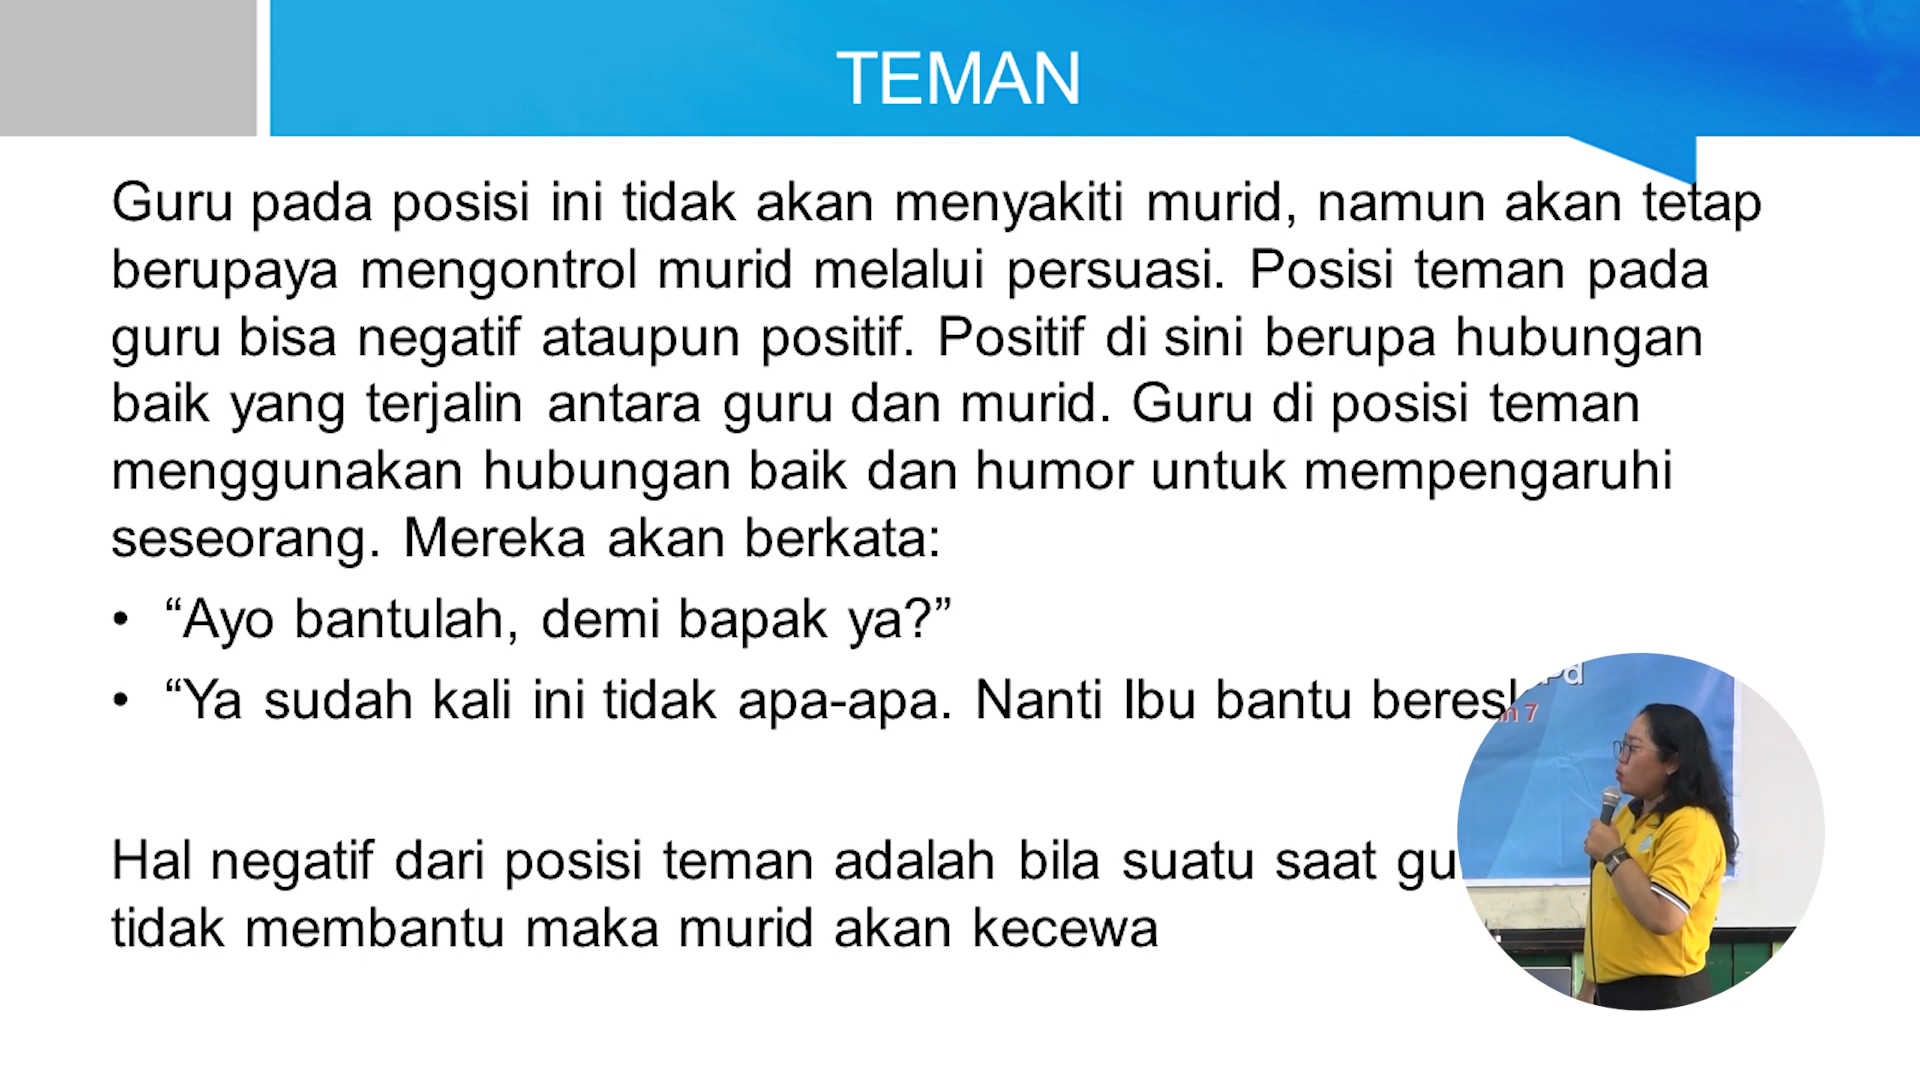 TEMAN
Guru pada posisi ini tidak akan menyakiti murid, namun akan tetap
berupaya mengontrol murid melalui persuasi. Posisi teman pada
guru bisa negatif ataupun positif. Positif di sini berupa hubungan
baik yang terjalin antara guru dan murid. Guru di posisi teman
menggunakan hubungan baik dan humor untuk mempengaruhi
seseorang. Mereka akan berkata:
• “Ayo bantulah, demi bapak ya?”
• “Ya sudah kali ini tidak apa-apa. Nanti Ibu bantu
Hal negatif dari posisi teman adalah bila suatu saat
tidak membantu maka murid akan kecewa
7